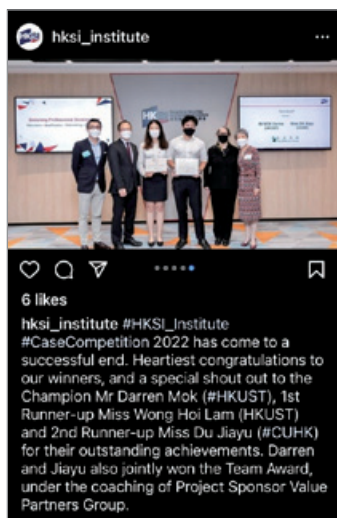 hksi_institute
HK
6 likes
hksi_institute #HKSI_Institute
#CaseCompetition 2022 has come to a
successful end. Heartiest congratulations to
our winners, and a special shout out to the
Champion Mr Darren Mok (#HKUST), 1st
Runner-up Miss Wong Hoi Lam (HKUST)
and 2nd Runner-up Miss Du Jiayu (#CUHK)
for their outstanding achievements. Darren
and Jiayu also jointly won the Team Award,
under the coaching of Project Sponsor Value
Partners Group.